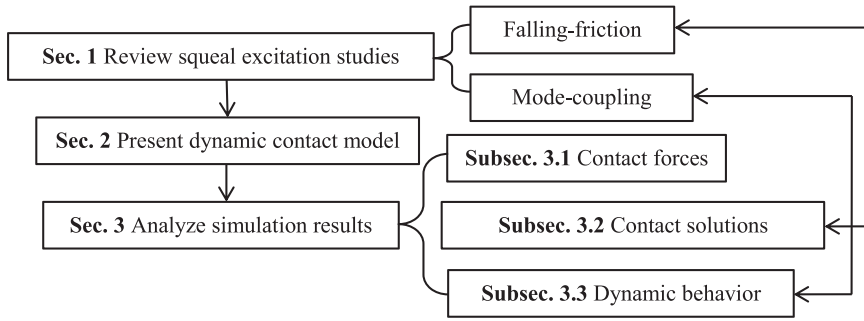 Falling-friction
Sec. 1 Review squeal excitation studies
Mode-coupling
Sec. 2 Present dynamic contact model
Subsec. 3.1 Contact forces
Sec. 3 Analyze simulation results
Subsec. 3.2 Contact solutions
Subsec. 3.3 Dynamic behavior